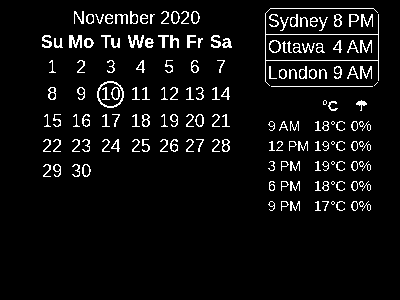 November 2020
Su Mo Tu We Th Fr Sa
1 2 3 4 5 6 7
8 9 10 11 12 13 14
15 16 17 18 19 20 21
22 23 24 25 26 27 28
29 30
Sydney 8 PM
Ottawa 4 AM
London 9 AM
°C ☂
9 AM 18°C 0%
12 PM 19°C 0%
3 PM 19°C 0%
6 PM 18°C 0%
9 PM 17°C 0%